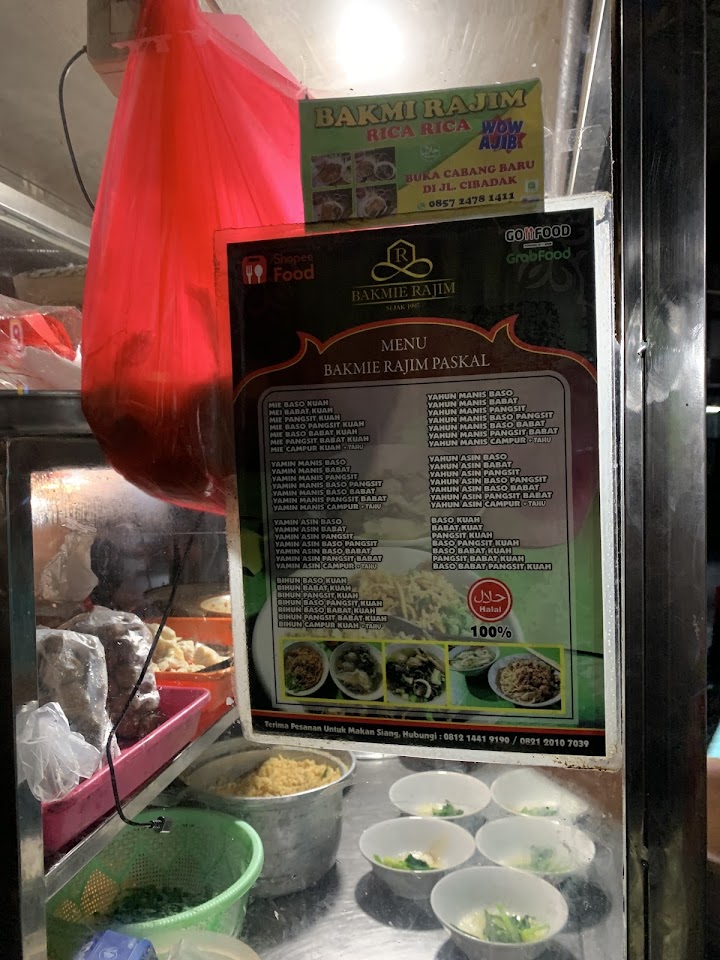 BAKMI RAJIM
RICA RICA
WOW
AJIB
BUKA CABANG BARU
DI JL. CIBADAK
0857 2478 1411
Shopee
Food
GOFOOD
GrabFood
R
BAKMIE RAJIM
SEJAK 1997
MENU
BAKMIE RAJIM PASKAL
MIE BASO KUAH
MEI BABAT KUAH
MIE PANGSIT KUAH
MIE BASO PANGSIT KUAH
MIE BASO BABAT KUAH
MIE PANGSIT BABAT KUAH
MIE CAMPUR KUAH + TAHU
YAMIN MANIS BASO
YAMIN MANIS BABAT
YAMIN MANIS PANGSIT
YAMIN MANIS BASO PANGSIT
YAMIN MANIS BASO BABAT
YAMIN MANIS PANGSIT BABAT
YAMIN MANIS CAMPUR + TAHU
YAMIN ASIN BASO
YAMIN ASIN BABAT
YAMIN ASIN PANGSIT
YAMIN ASIN BASO PANGSIT
YAMIN ASIN BASO BABAT
YAMIN ASIN PANGSIT BABAT
YAMIN ASIN CAMPUR + TAHU
BIHUN BASO KUAH
BIHUN BABAT KUAH
BIHUN PANGSIT KUAH
BIHUN BASO PANGSIT KUAH
BIHUN BASO BABAT KUAH
BIHUN PANGSIT BABAT KUAH
BIHUN CAMPUR KUAH + TAHU
YAHUN MANIS BASO
YAHUN MANIS BABAT
YAHUN MANIS PANGSIT
YAHUN MANIS BASO PANGSIT
YAHUN MANIS BASO BABAT
YAHUN MANIS PANGSIT BABAT
YAHUN MANIS CAMPUR + TAHU
YAHUN ASIN BASO
YAHUN ASIN BABAT
YAHUN ASIN PANGSIT
YAHUN ASIN BASO PANGSIT
YAHUN ASIN BASO BABAT
YAHUN ASIN PANGSIT BABAT
YAHUN ASIN CAMPUR + TAHU
BASO KUAH
BABAT KUAT
PANGSIT KUAH
BASO PANGSIT KUAH
BASO BABAT KUAH
PANGSIT BABAT KUAH
BASO BABAT PANGSIT KUAH
حلال
Halal
100%
Terima Pesanan Untuk Makan Siang, Hubungi : 0812 1441 9190 / 0821 2010 7039